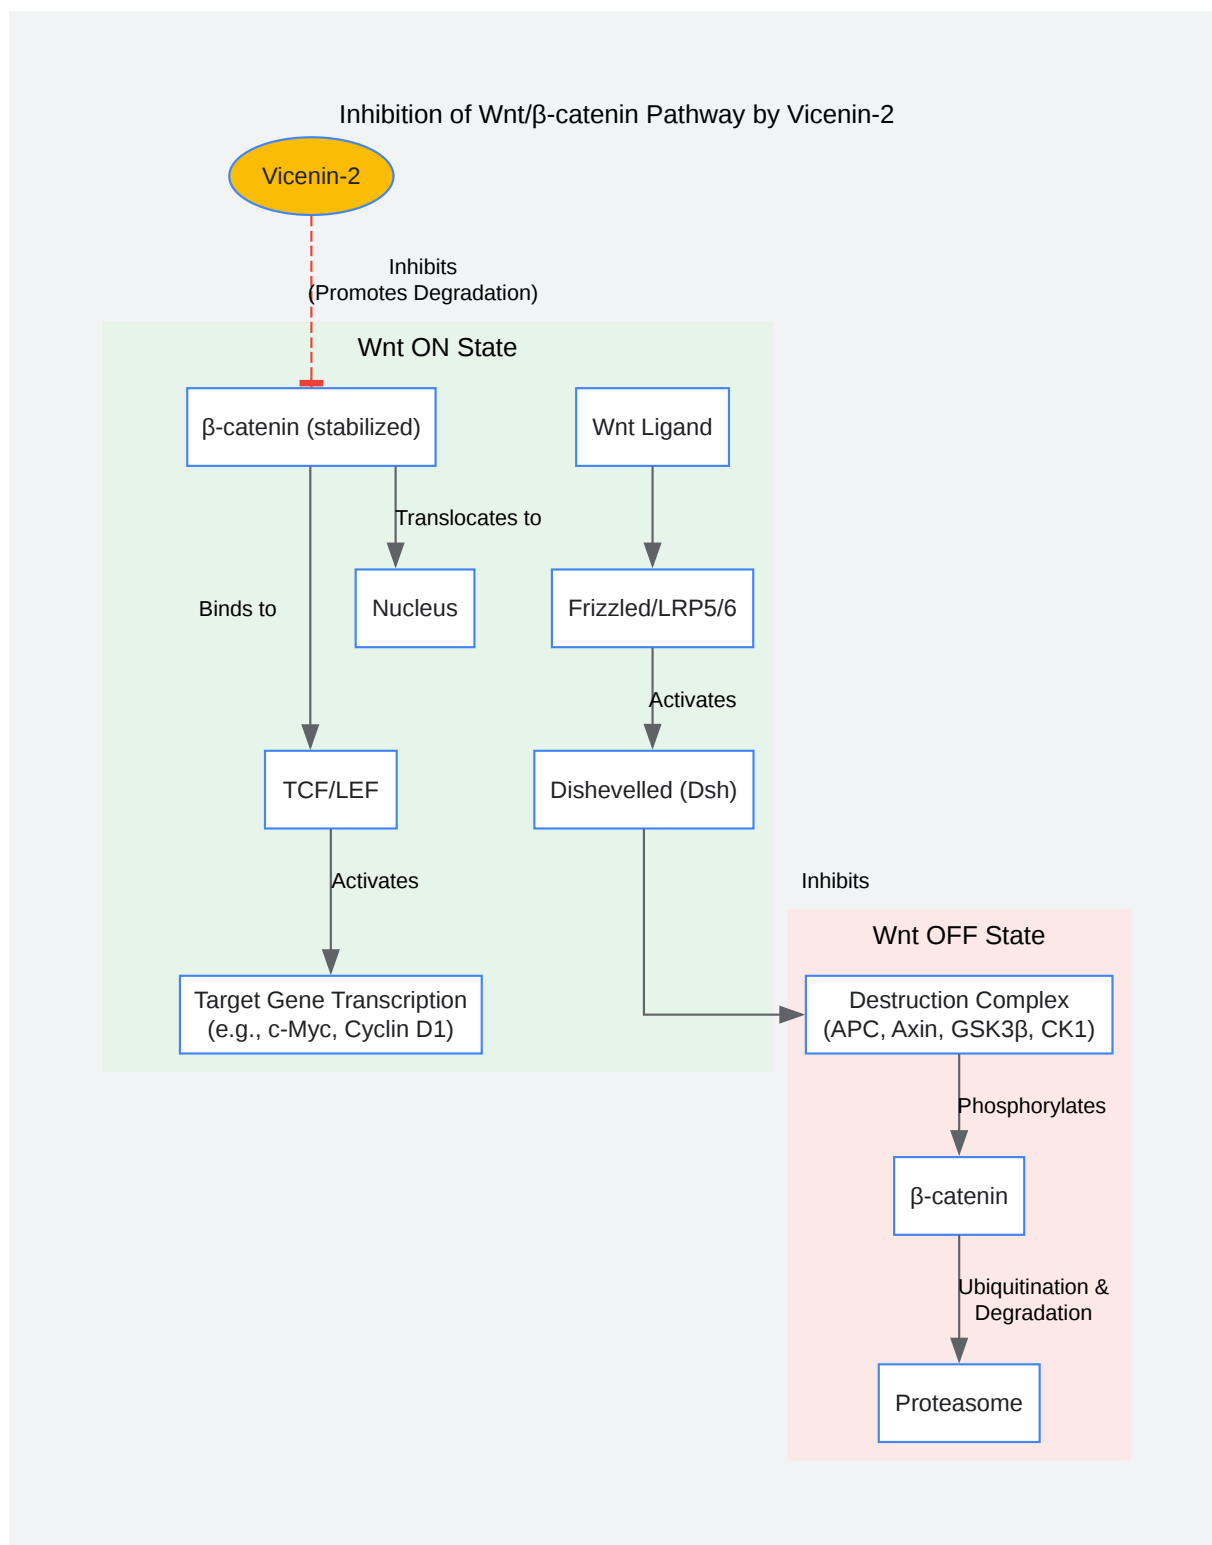 Inhibition of Wnt/β-catenin Pathway by Vicenin-2
Vicenin-2
Inhibits
(Promotes Degradation)
Wnt ON State
β-catenin (stabilized)
Wnt Ligand
Translocates to
Binds to
Nucleus
Frizzled/LRP5/6
Activates
TCF/LEF
Dishevelled (Dsh)
Activates
Inhibits
Wnt OFF State
Target Gene Transcription
(e.g., c-Myc, Cyclin D1)
Destruction Complex
(APC, Axin, GSK3β, CK1)
Phosphorylates
β-catenin
Ubiquitination &
Degradation
Proteasome